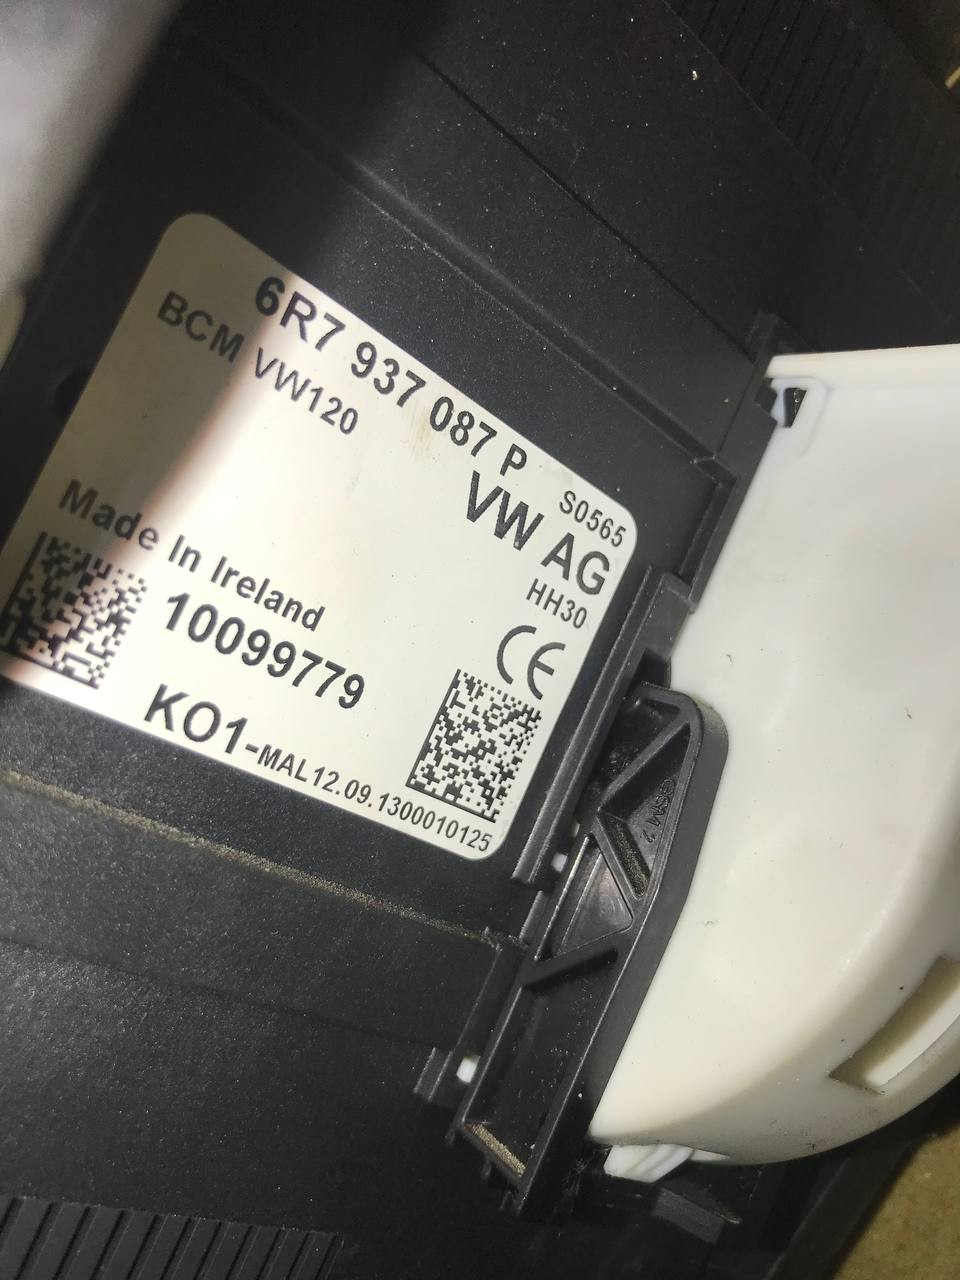 6R7 937 087 P S0565
BCM VW120
VW AG
HH30
CE
Made In Ireland
10099779
KO1-MAL12.09.1300010125